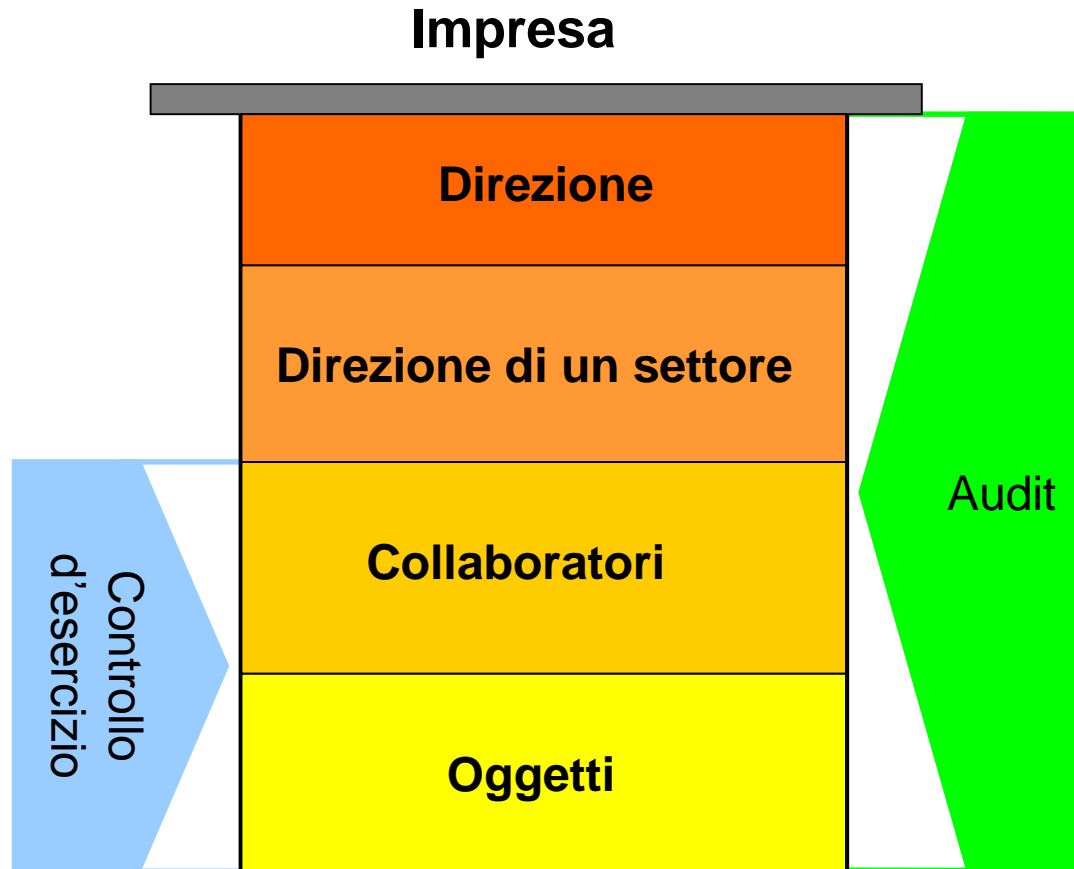 Impresa
Direzione
Direzione di un settore
Collaboratori
Oggetti
Controllo
d'esercizio
Audit